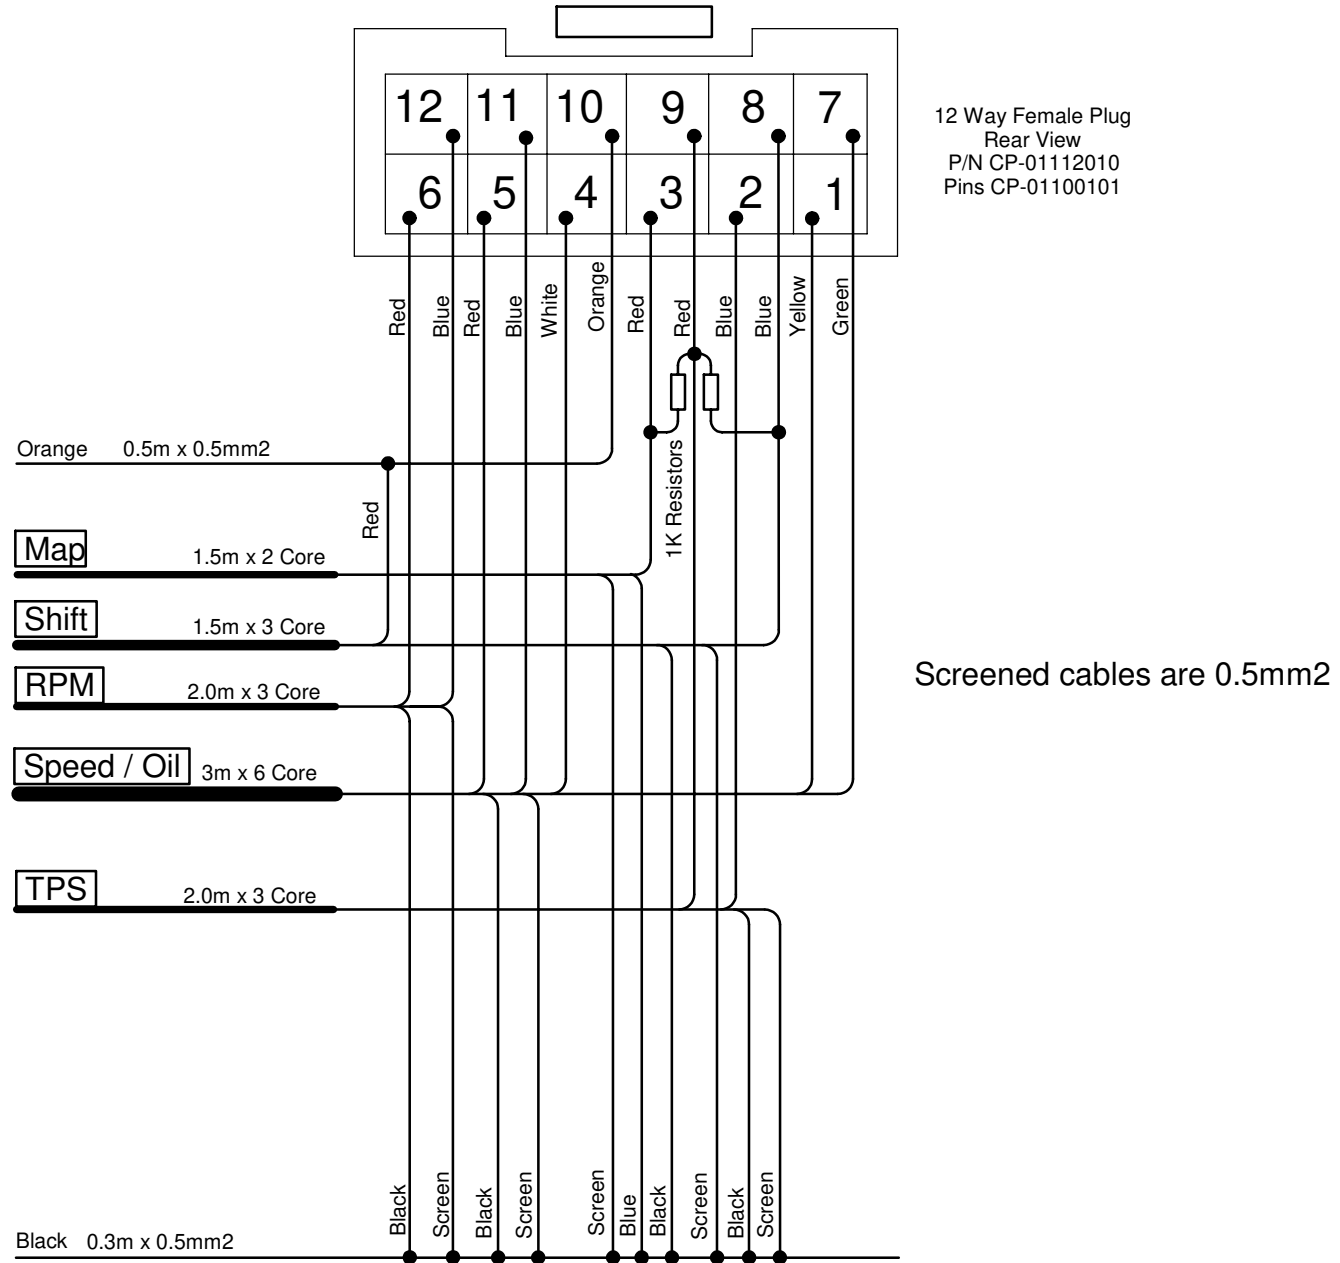 12 11 10 9 8 7
6 5 4 3 2 1
12 Way Female Plug
Rear View
P/N CP-01112010
Pins CP-01100101
Red
Blue
Red
Blue
White
Orange
Red
Red
Blue
Blue
Yellow
Green
Orange 0.5m x 0.5mm2
Red
1K Resistors
Map 1.5m x 2 Core
Shift 1.5m x 3 Core
RPM 2.0m x 3 Core
Screened cables are 0.5mm2
Speed / Oil 3m x 6 Core
TPS 2.0m x 3 Core
Black
Screen
Black
Screen
Screen
Blue
Black
Screen
Black
Screen
Black 0.3m x 0.5mm2